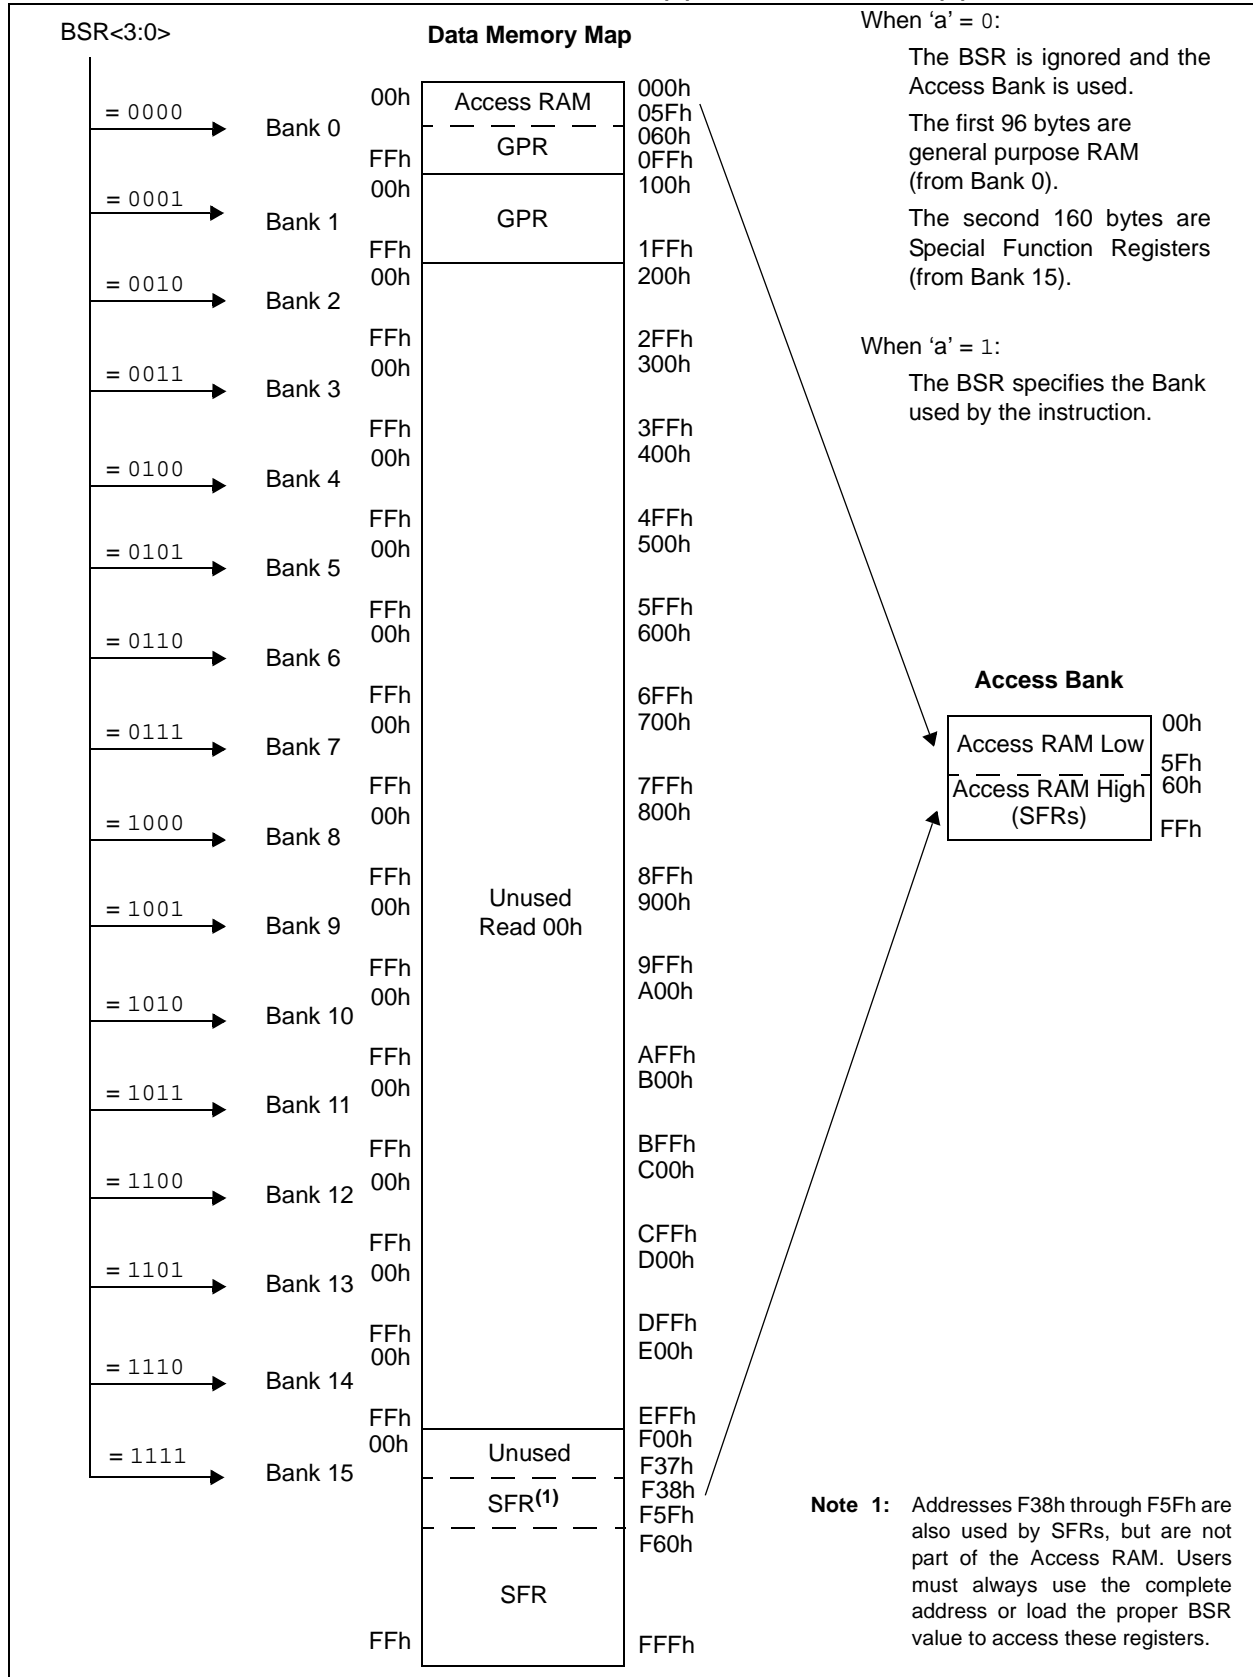 BSR<3:0>
Data Memory Map
When ‘a’ = 0:
The BSR is ignored and the
Access Bank is used.
The first 96 bytes are
general purpose RAM
(from Bank 0).
The second 160 bytes are
Special Function Registers
(from Bank 15).
When ‘a’ = 1:
The BSR specifies the Bank
used by the instruction.
= 0000
Bank 0
00h
Access RAM
000h
05Fh
GPR
060h
FFh
0FFh
= 0001
Bank 1
00h
GPR
100h
FFh
1FFh
= 0010
Bank 2
00h
200h
FFh
2FFh
= 0011
Bank 3
00h
300h
FFh
3FFh
= 0100
Bank 4
00h
400h
FFh
4FFh
= 0101
Bank 5
00h
500h
FFh
5FFh
= 0110
Bank 6
00h
600h
FFh
6FFh
= 0111
Bank 7
00h
700h
FFh
7FFh
= 1000
Bank 8
00h
800h
FFh
8FFh
Unused
Read 00h
= 1001
Bank 9
00h
900h
FFh
9FFh
= 1010
Bank 10
00h
A00h
FFh
AFFh
= 1011
Bank 11
00h
B00h
FFh
BFFh
= 1100
Bank 12
00h
C00h
FFh
CFFh
= 1101
Bank 13
00h
D00h
FFh
DFFh
= 1110
Bank 14
00h
E00h
FFh
EFFh
= 1111
Bank 15
00h
Unused
F00h
F37h
SFR(1)
F38h
F5Fh
SFR
F60h
FFh
FFFh
Access Bank
Access RAM Low
00h
5Fh
Access RAM High
(SFRs)
60h
FFh
Note 1: Addresses F38h through F5Fh are
also used by SFRs, but are not
part of the Access RAM. Users
must always use the complete
address or load the proper BSR
value to access these registers.